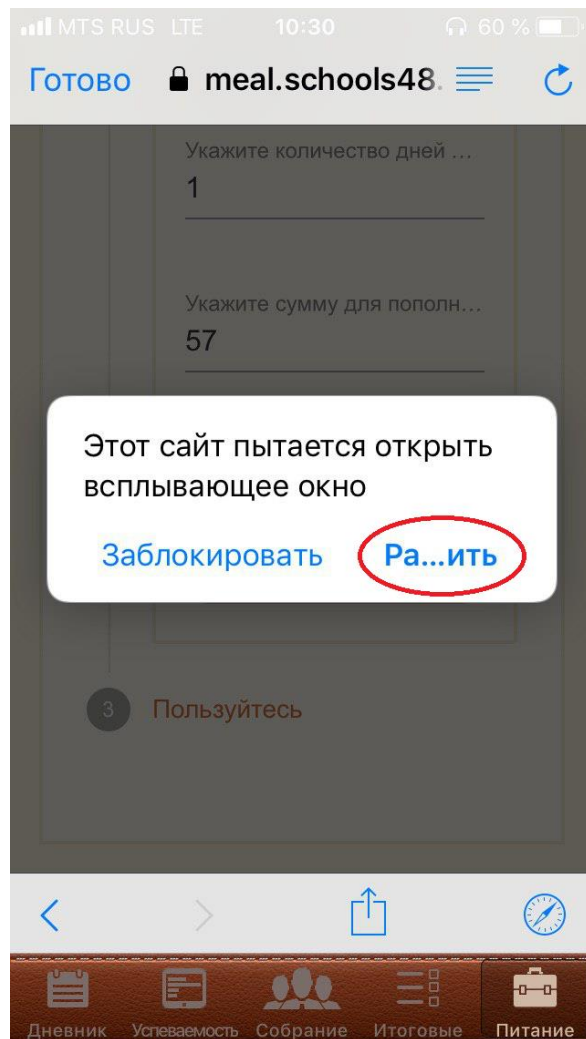 MTS RUS LTE 10:30 60 %
Готово meal.schools48.
Укажите количество дней ...
1
Укажите сумму для пополн...
57
Этот сайт пытается открыть
всплывающее окно
Заблокировать Ра...ить
3 Пользуйтесь
Дневник Успеваемость Собрание Итоговые Питание